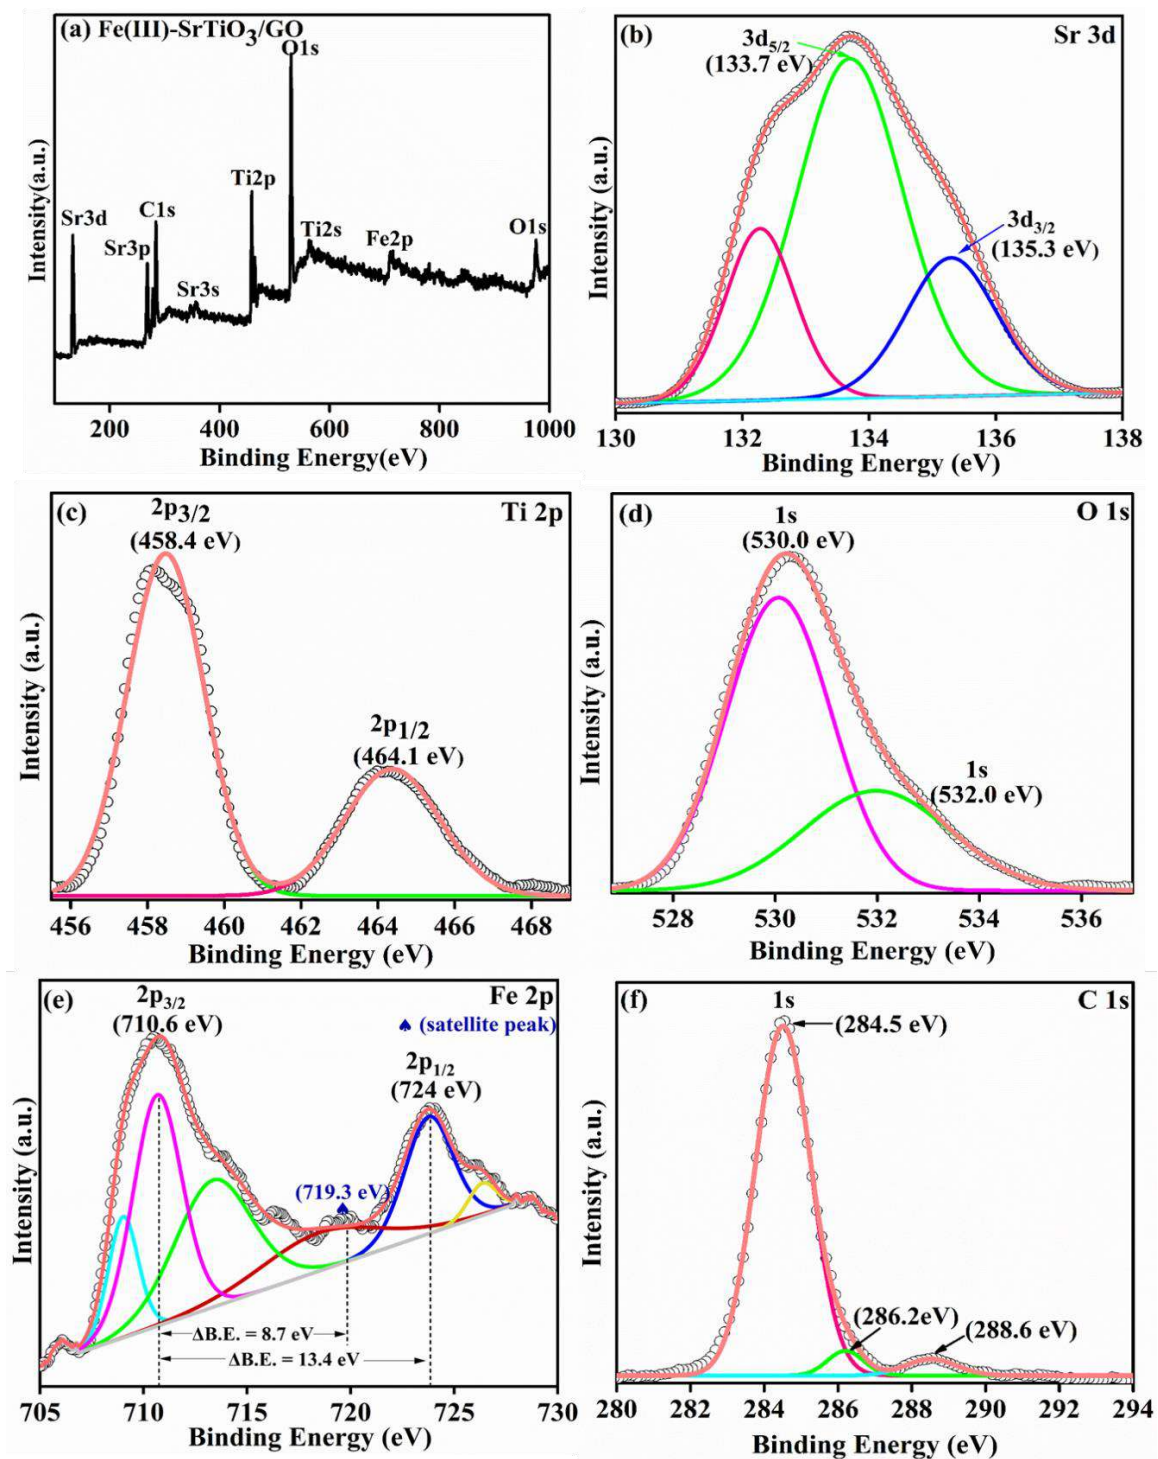 (a) Fe(III)-SrTiO3/GO
O1s
Ti2p
C1s
Sr3d
Sr3p
Ti2s
Fe2p
O1s
Sr3s
Intensity(a.u.)
200 400 600 800 1000
Binding Energy(eV)
(b)
Sr 3d
3d5/2
(133.7 eV)
3d3/2
(135.3 eV)
Intensity (a.u.)
130 132 134 136 138
Binding Energy (eV)
(c)
Ti 2p
2p3/2
(458.4 eV)
2p1/2
(464.1 eV)
Intensity (a.u.)
456 458 460 462 464 466 468
Binding Energy (eV)
(d)
O 1s
1s
(530.0 eV)
1s
(532.0 eV)
Intensity (a.u.)
528 530 532 534 536
Binding Energy (eV)
(e)
Fe 2p
2p3/2
(710.6 eV)
♠ (satellite peak)
2p1/2
(724 eV)
(719.3 eV)
♠
ΔB.E. = 8.7 eV
ΔB.E. = 13.4 eV
Intensity (a.u.)
705 710 715 720 725 730
Binding Energy (eV)
(f)
C 1s
1s
(284.5 eV)
(286.2eV)
(288.6 eV)
Intensity (a.u.)
280 282 284 286 288 290 292 294
Binding Energy (eV)